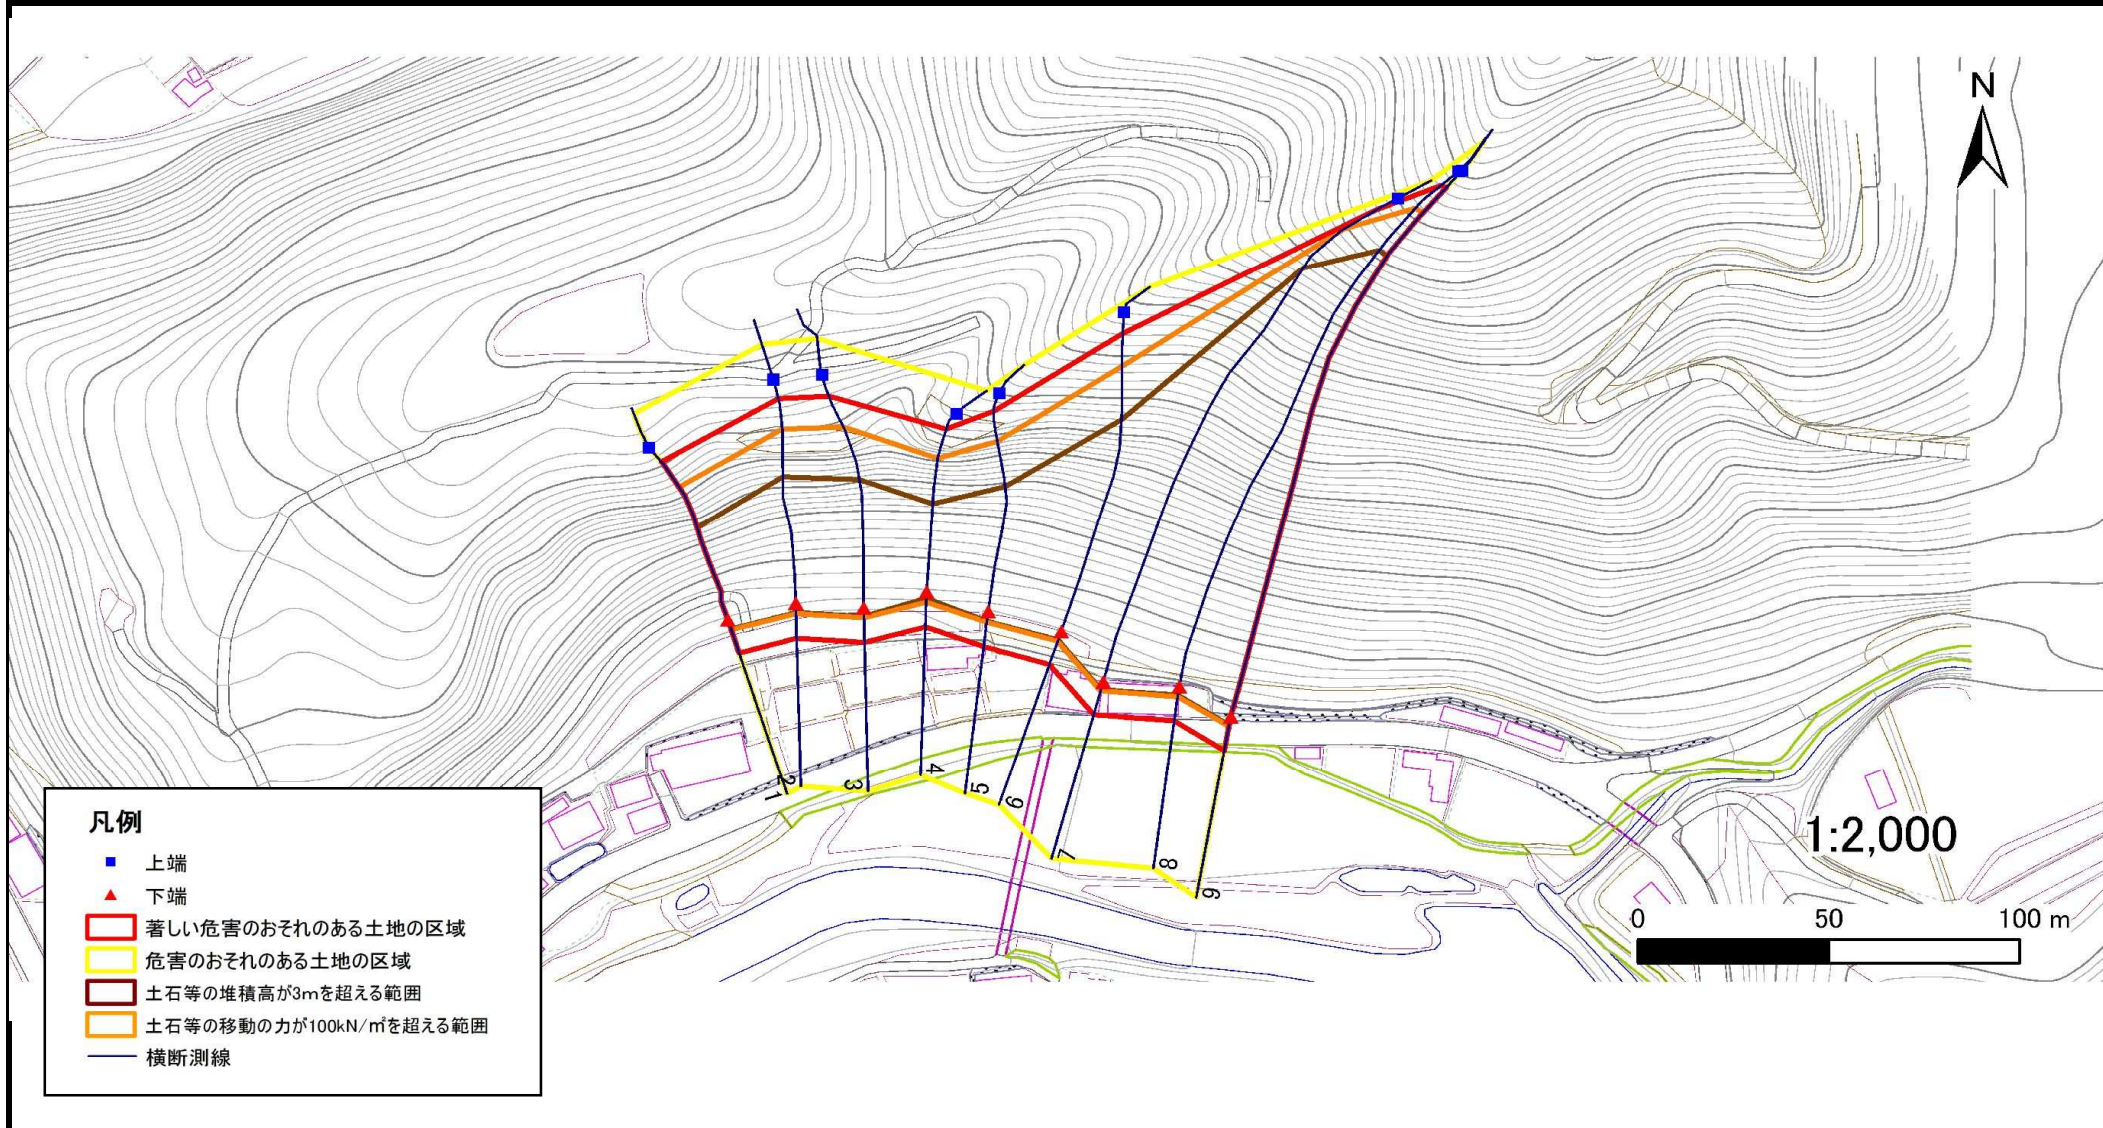 N
1:2,000
0 50 100 m
2
1
3
4
5
6
7
8
9
凡例
上端
下端
著しい危害のおそれのある土地の区域
危害のおそれのある土地の区域
土石等の堆積高が3mを超える範囲
土石等の移動の力が100kN/㎡を超える範囲
横断測線